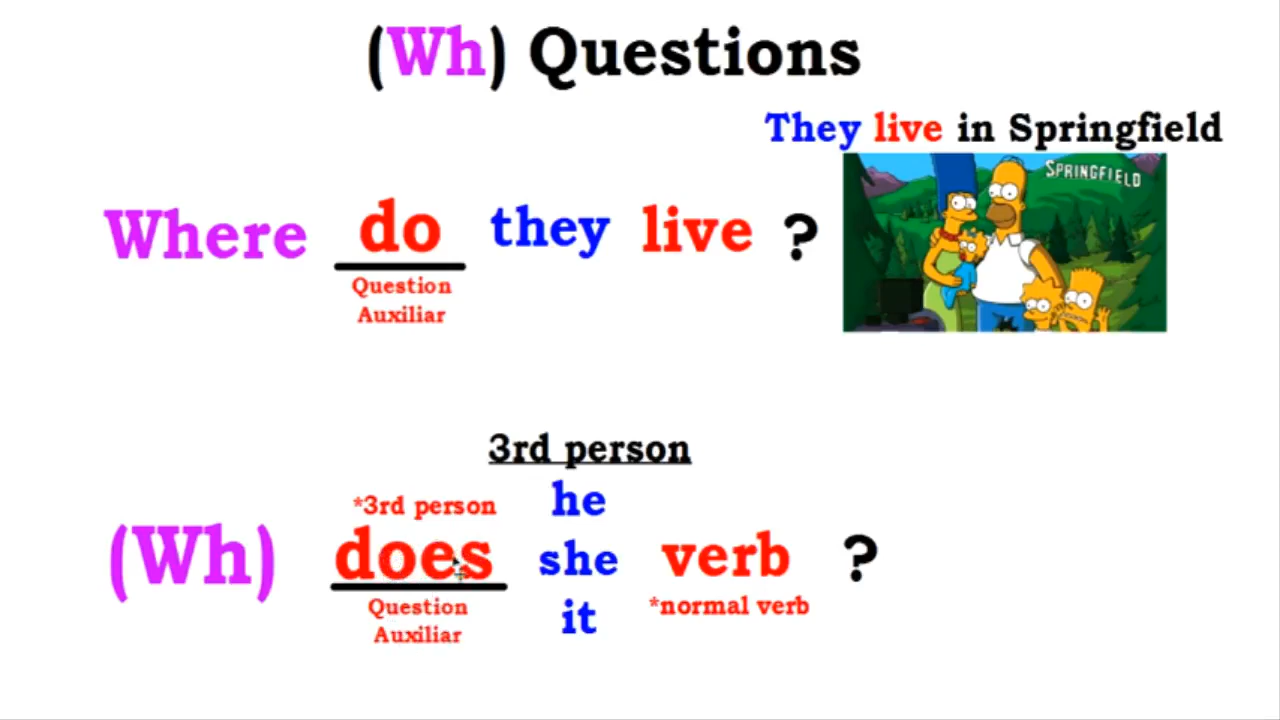 (Wh) Questions
They live in Springfield
SPRINGFIELD
Where do they live ?
Question
Auxiliar
3rd person
*3rd person
he
(Wh) does she verb ?
*normal verb
it
Question
Auxiliar